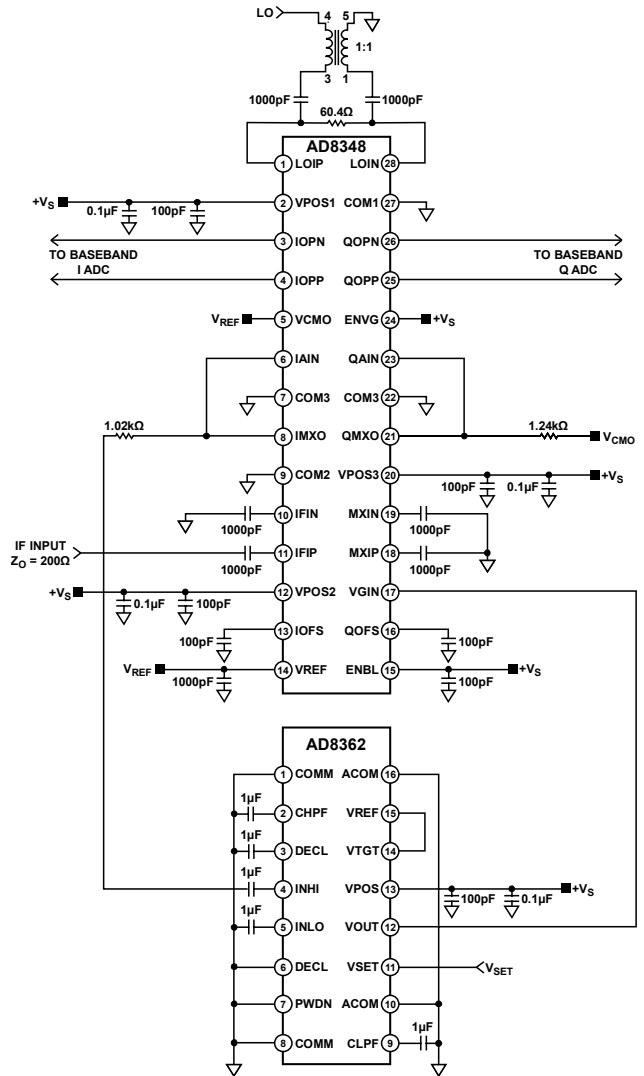 LO
4 5
1:1
3 1
1000pF 1000pF
60.4Ω
AD8348
1 LOIP LOIN 28
+VS 2 VPOS1 COM1 27
0.1µF 100pF
3 IOPN QOPN 26
TO BASEBAND
I ADC
TO BASEBAND
Q ADC
4 IOPP QOPP 25
VREF 5 VCMO ENVG 24 +VS
6 IAIN QAIN 23
7 COM3 COM3 22
1.02kΩ 8 IMXO QMXO 21 1.24kΩ VCMO
9 COM2 VPOS3 20 +VS
100pF 0.1µF
10 IFIN MXIN 19
1000pF 1000pF
IF INPUT
ZO = 200Ω
11 IFIP MXIP 18
1000pF 1000pF
+VS 12 VPOS2 VGIN 17
0.1µF 100pF
13 IOFS QOFS 16
100pF 100pF
VREF 14 VREF ENBL 15 +VS
1000pF 100pF
AD8362
1 COMM ACOM 16
1µF
2 CHPF VREF 15
1µF
3 DECL VTGT 14
1µF
4 INHI VPOS 13 +VS
100pF 0.1µF
1µF
5 INLO VOUT 12
6 DECL VSET 11 VSET
7 PWDN ACOM 10
1µF
8 COMM CLPF 9